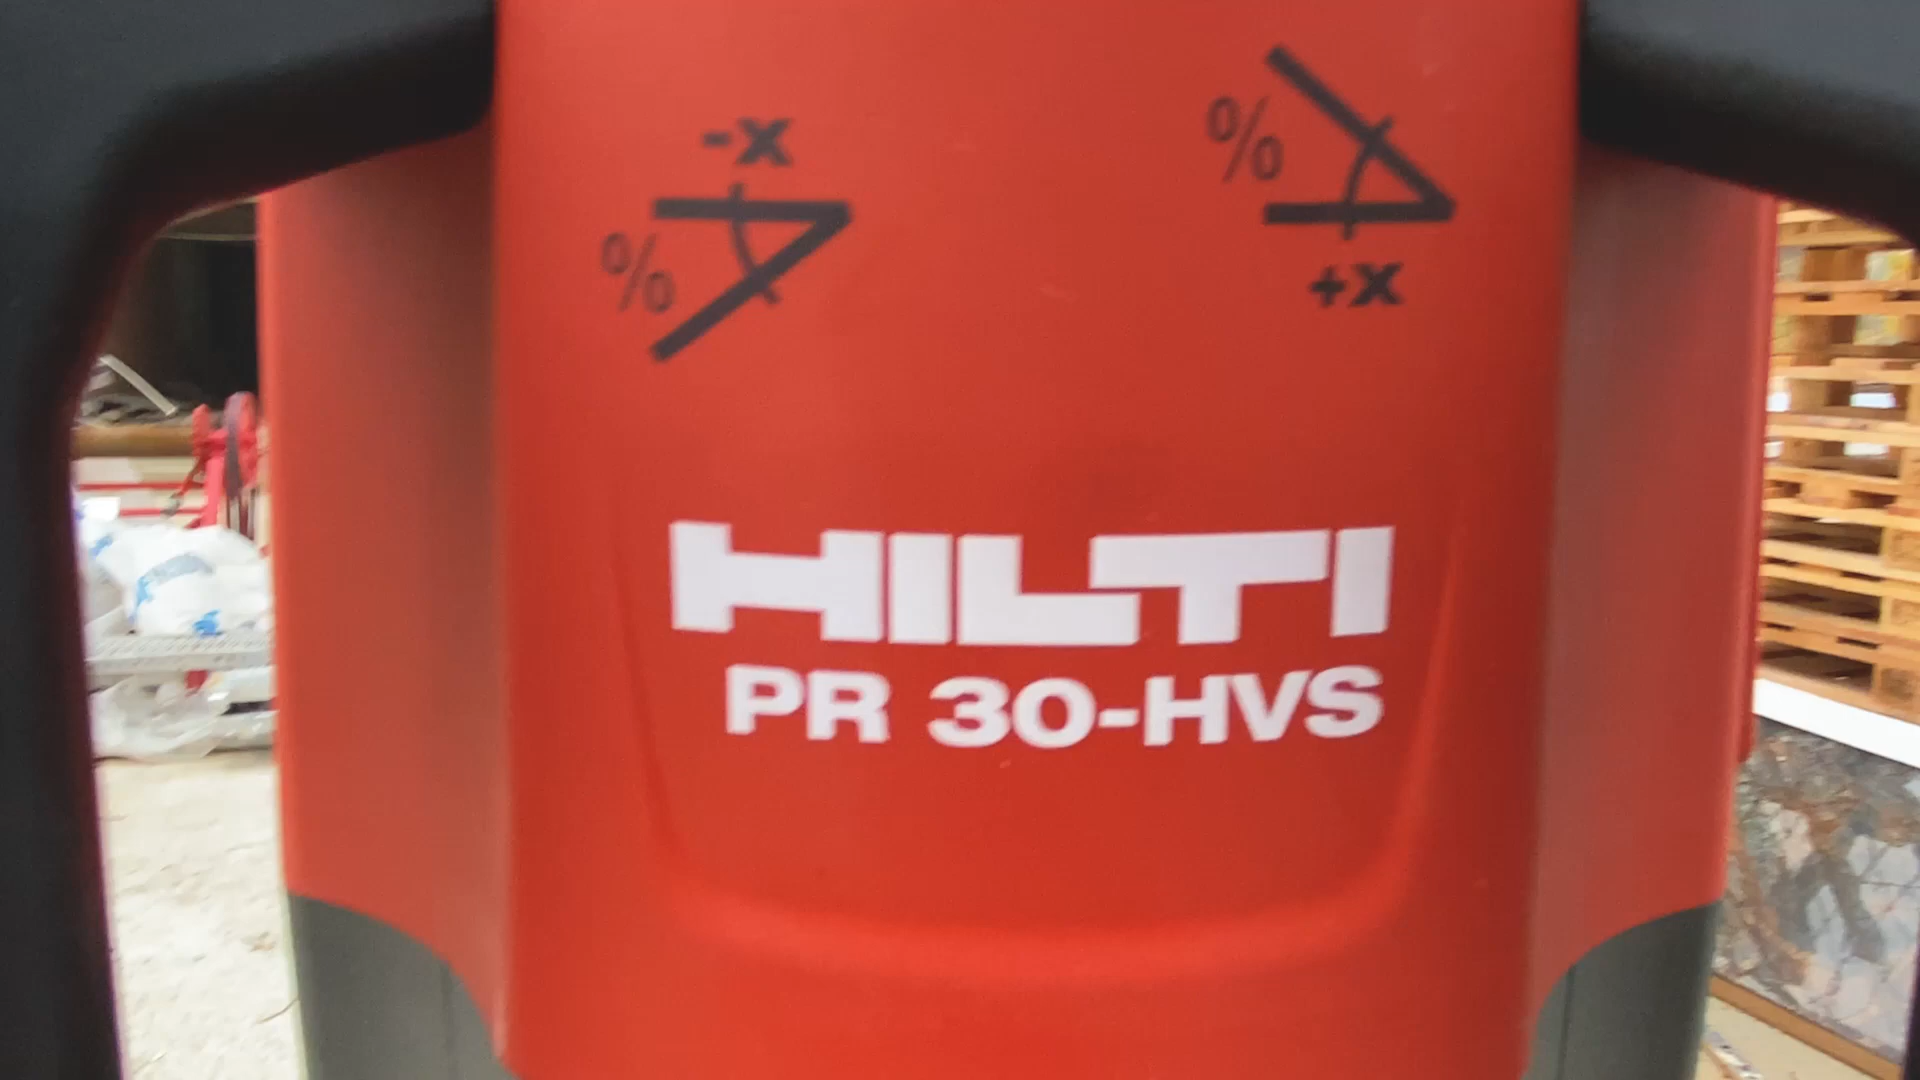 -x
%
%
+x
HILTI
PR 30-HVS